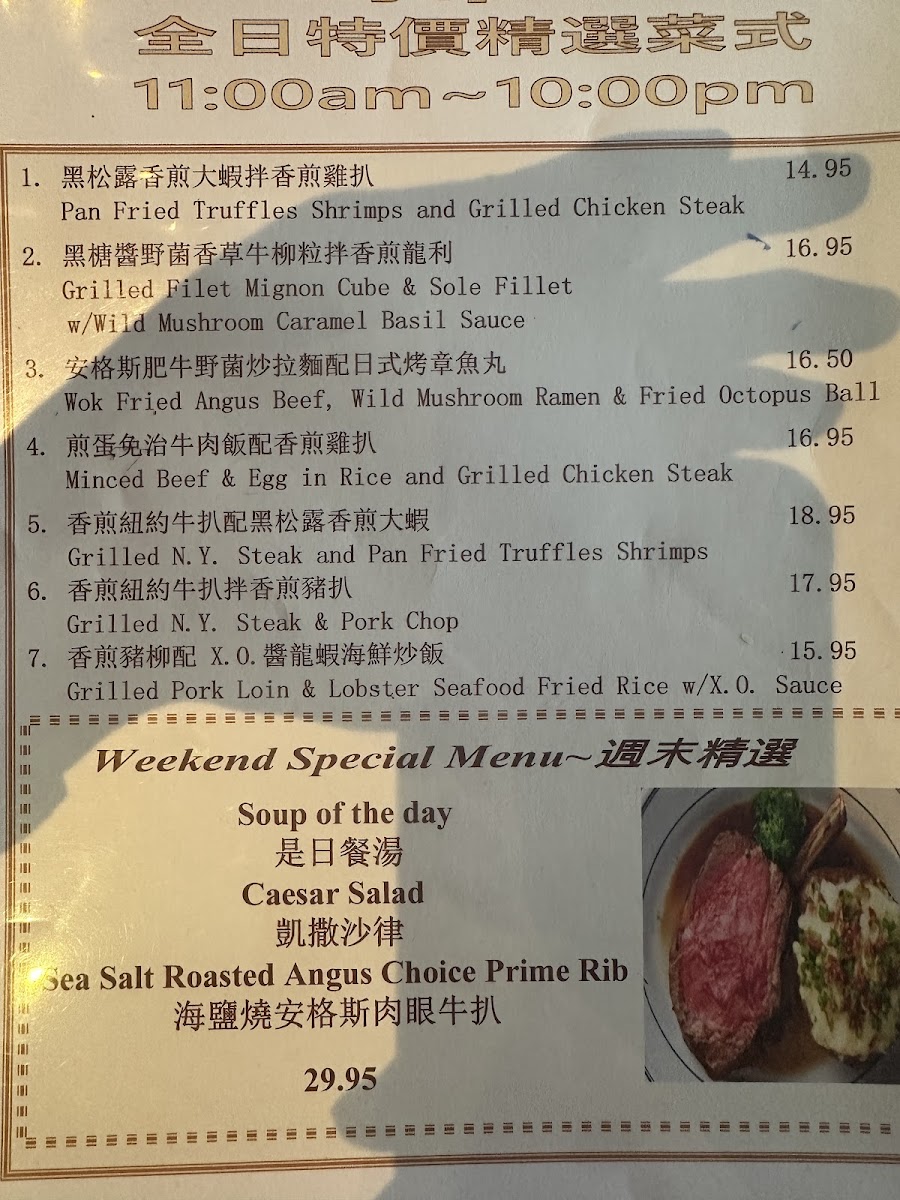 全日特價精選菜式
11:00am~10:00pm
1. 黑松露香煎大蝦拌香煎雞扒 14.95
Pan Fried Truffles Shrimps and Grilled Chicken Steak
2. 黑糖醬野菌香草牛柳粒拌香煎龍利 16.95
Grilled Filet Mignon Cube & Sole Fillet
w/Wild Mushroom Caramel Basil Sauce
3. 安格斯肥牛野菌炒拉麵配日式烤章魚丸 16.50
Wok Fried Angus Beef, Wild Mushroom Ramen & Fried Octopus Ball
4. 煎蛋免治牛肉飯配香煎雞扒 16.95
Minced Beef & Egg in Rice and Grilled Chicken Steak
5. 香煎紐約牛扒配黑松露香煎大蝦 18.95
Grilled N.Y. Steak and Pan Fried Truffles Shrimps
6. 香煎紐約牛扒拌香煎豬扒 17.95
Grilled N.Y. Steak & Pork Chop
7. 香煎豬柳配 X.O.醬龍蝦海鮮炒飯 15.95
Grilled Pork Loin & Lobster Seafood Fried Rice w/X.O. Sauce
Weekend Special Menu~週末精選
Soup of the day
是日餐湯
Caesar Salad
凱撒沙律
Sea Salt Roasted Angus Choice Prime Rib
海鹽燒安格斯肉眼牛扒
29.95